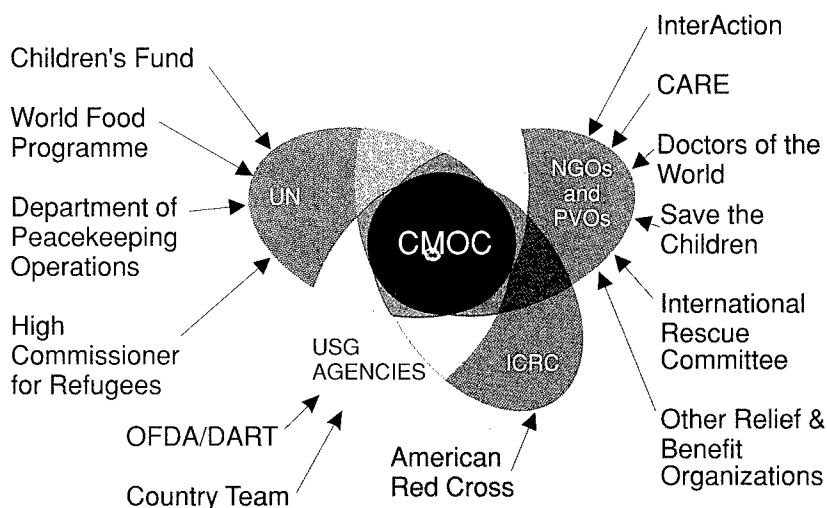 InterAction
Children's Fund
CARE
World Food
Programme
Doctors of the
World
NGOs
and
PVOs
UN
Department of
Peacekeeping
Operations
Save the
Children
CMOC
International
Rescue
Committee
High
Commissioner
for Refugees
USG
AGENCIES
ICRC
OFDA/DART
Other Relief &
Benefit
Organizations
American
Red Cross
Country Team